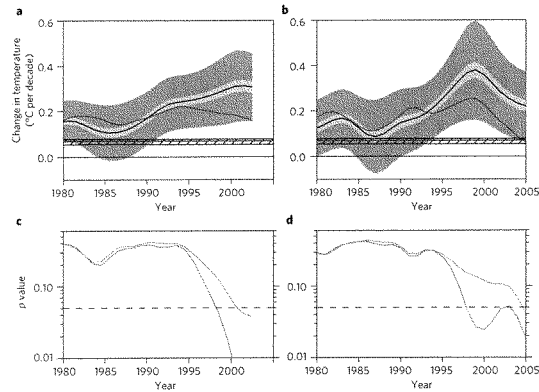 a
b
0.6
0.4
0.2
0.0
Change in temperature
(°C per decade)
1980 1985 1990 1995 2000
Year
0.6
0.4
0.2
0.0
1980 1985 1990 1995 2000 2005
Year
c
d
0.10
0.01
p value
1980 1985 1990 1995 2000
Year
0.10
0.01
1980 1985 1990 1995 2000 2005
Year